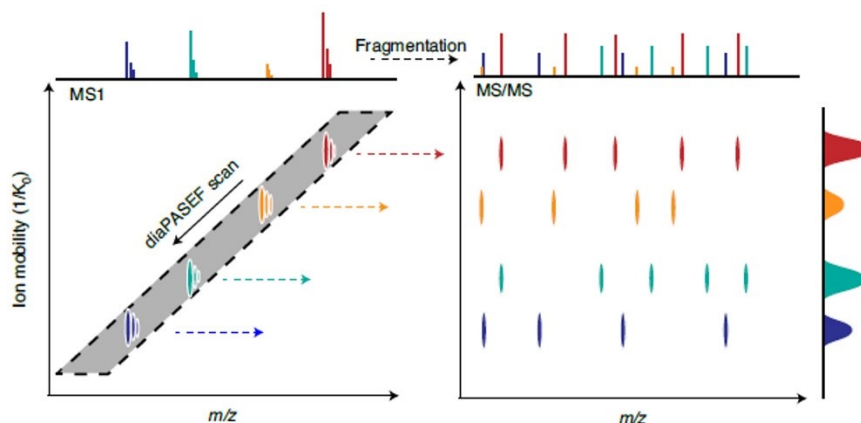 Fragmentation
MS1
MS/MS
Ion mobility (1/K0)
diaPASEF scan
m/z
m/z